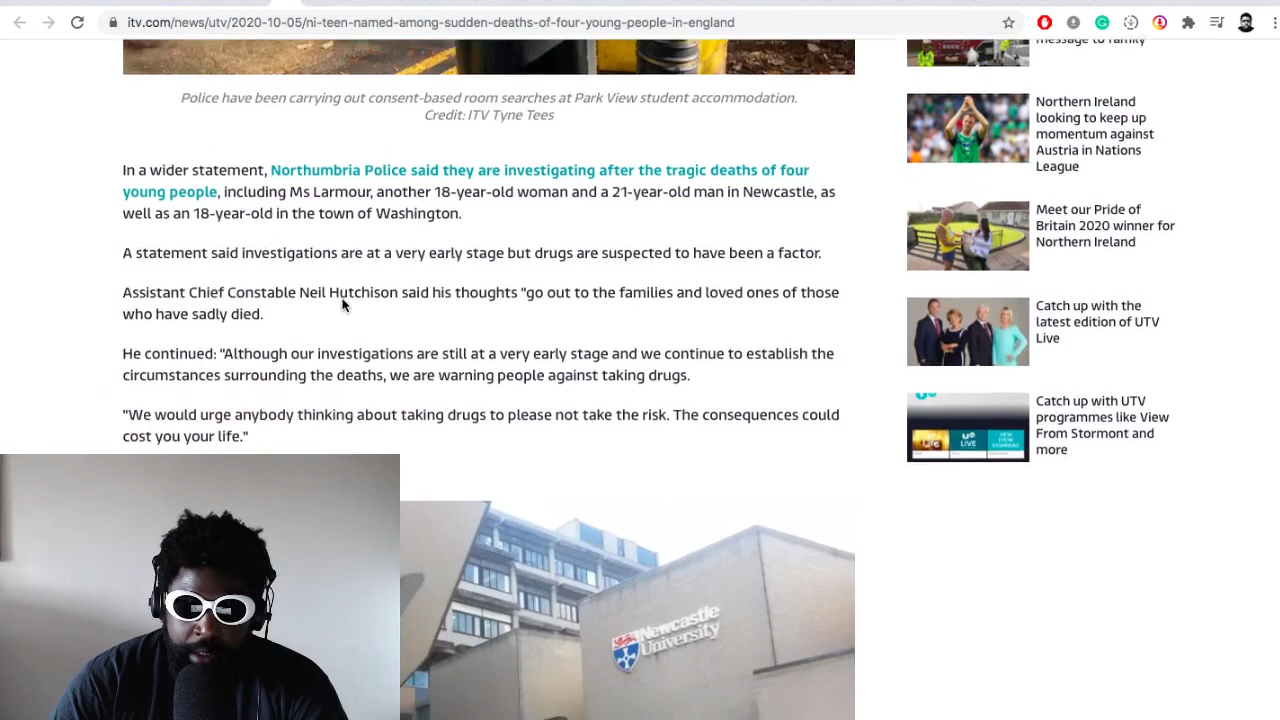 itv.com/news/utv/2020-10-05/ni-teen-named-among-sudden-deaths-of-four-young-people-in-england
message to family
Police have been carrying out consent-based room searches at Park View student accommodation.
Credit: ITV Tyne Tees
In a wider statement, Northumbria Police said they are investigating after the tragic deaths of four
young people, including Ms Larmour, another 18-year-old woman and a 21-year-old man in Newcastle, as
well as an 18-year-old in the town of Washington.
A statement said investigations are at a very early stage but drugs are suspected to have been a factor.
Assistant Chief Constable Neil Hutchison said his thoughts "go out to the families and loved ones of those
who have sadly died.
He continued: "Although our investigations are still at a very early stage and we continue to establish the
circumstances surrounding the deaths, we are warning people against taking drugs.
"We would urge anybody thinking about taking drugs to please not take the risk. The consequences could
cost you your life."
Northern Ireland
looking to keep up
momentum against
Austria in Nations
League
Meet our Pride of
Britain 2020 winner for
Northern Ireland
Catch up with the
latest edition of UTV
Live
Catch up with UTV
programmes like View
From Stormont and
more
LIVE
Newcastle
University